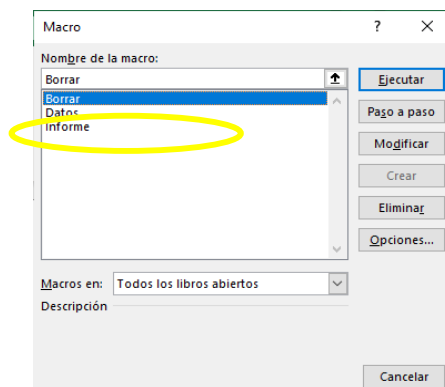 Macro ?
Nombre de la macro:
Borrar
Ejecutar
Borrar
Datos
Informe
Paso a paso
Modificar
Crear
Eliminar
Opciones...
Macros en: Todos los libros abiertos
Descripción
Cancelar